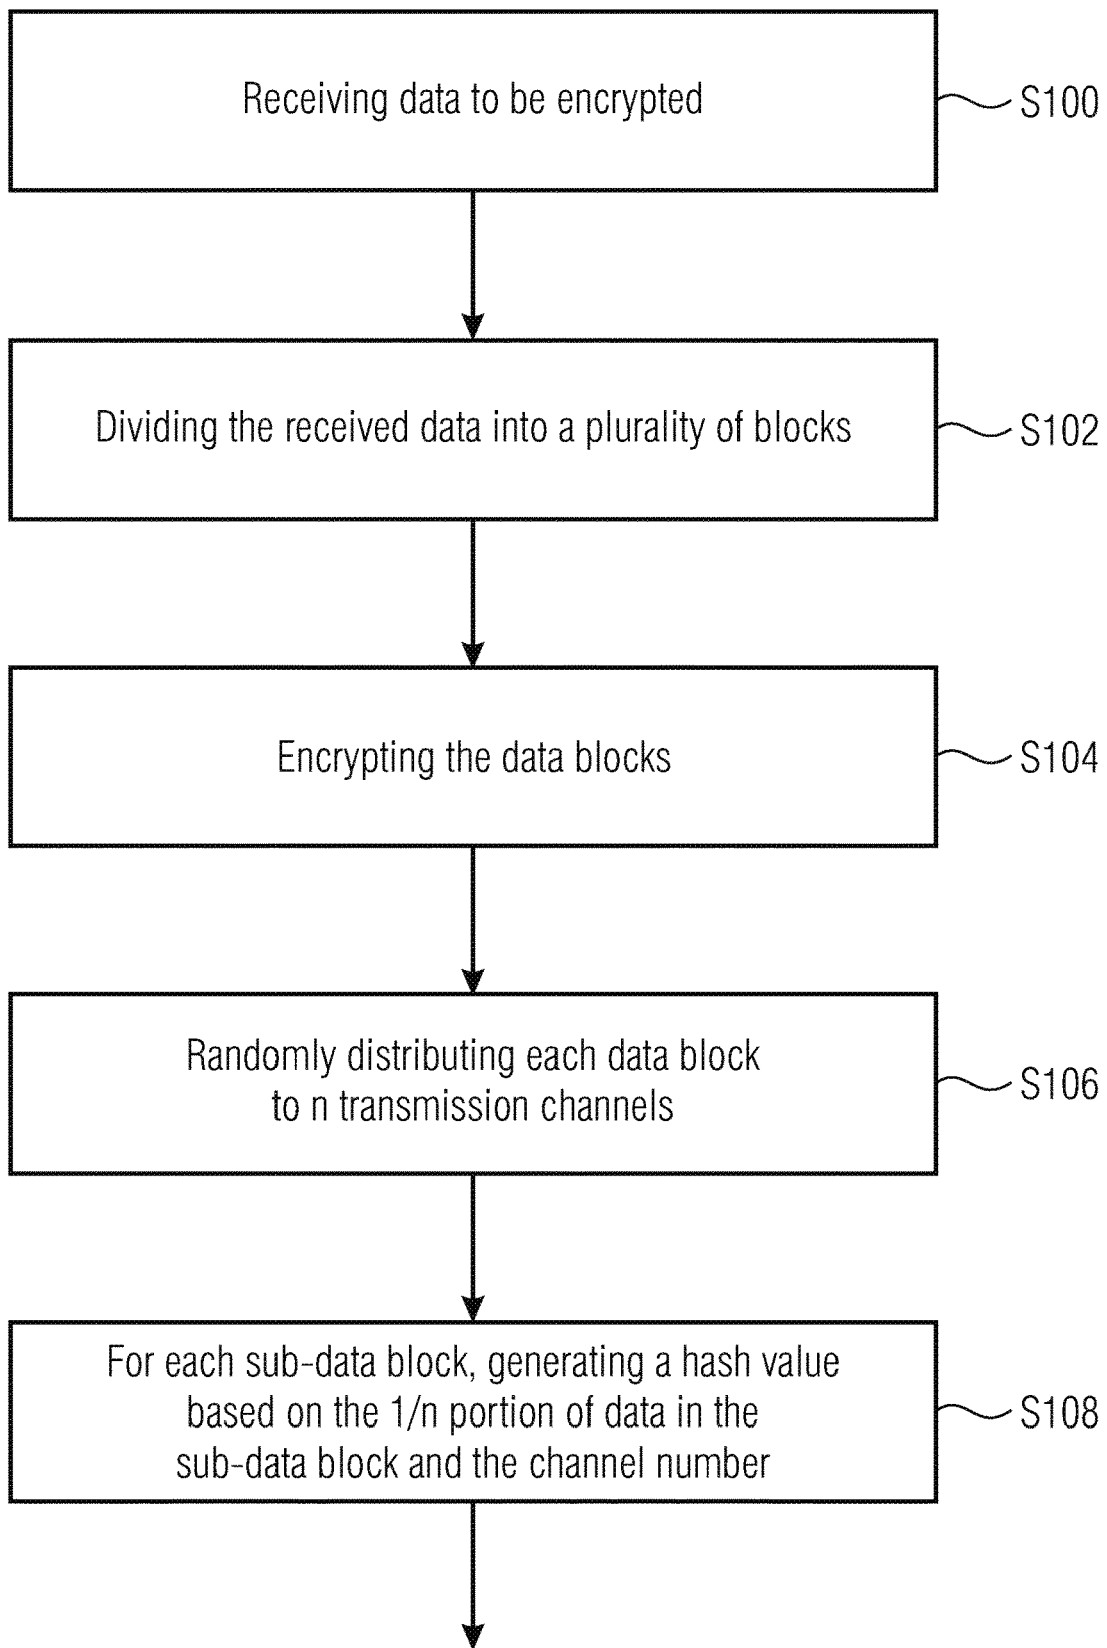 Receiving data to be encrypted
S100
Dividing the received data into a plurality of blocks
S102
Encrypting the data blocks
S104
Randomly distributing each data block
to n transmission channels
S106
For each sub-data block, generating a hash value
based on the 1/n portion of data in the
sub-data block and the channel number
S108